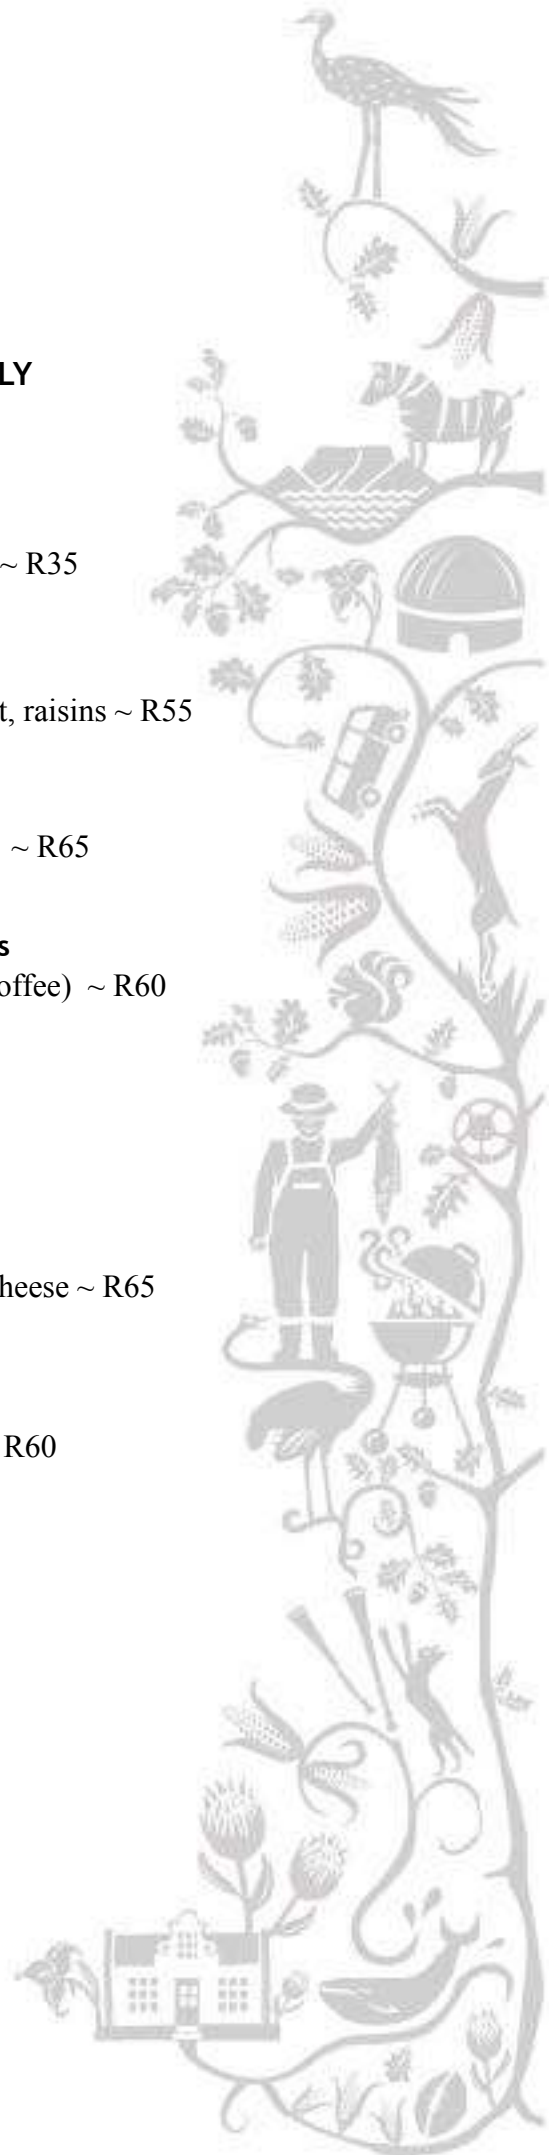 LY
~ R35
t, raisins ~ R55
~ R65
s
offee) ~ R60
heese ~ R65
R60